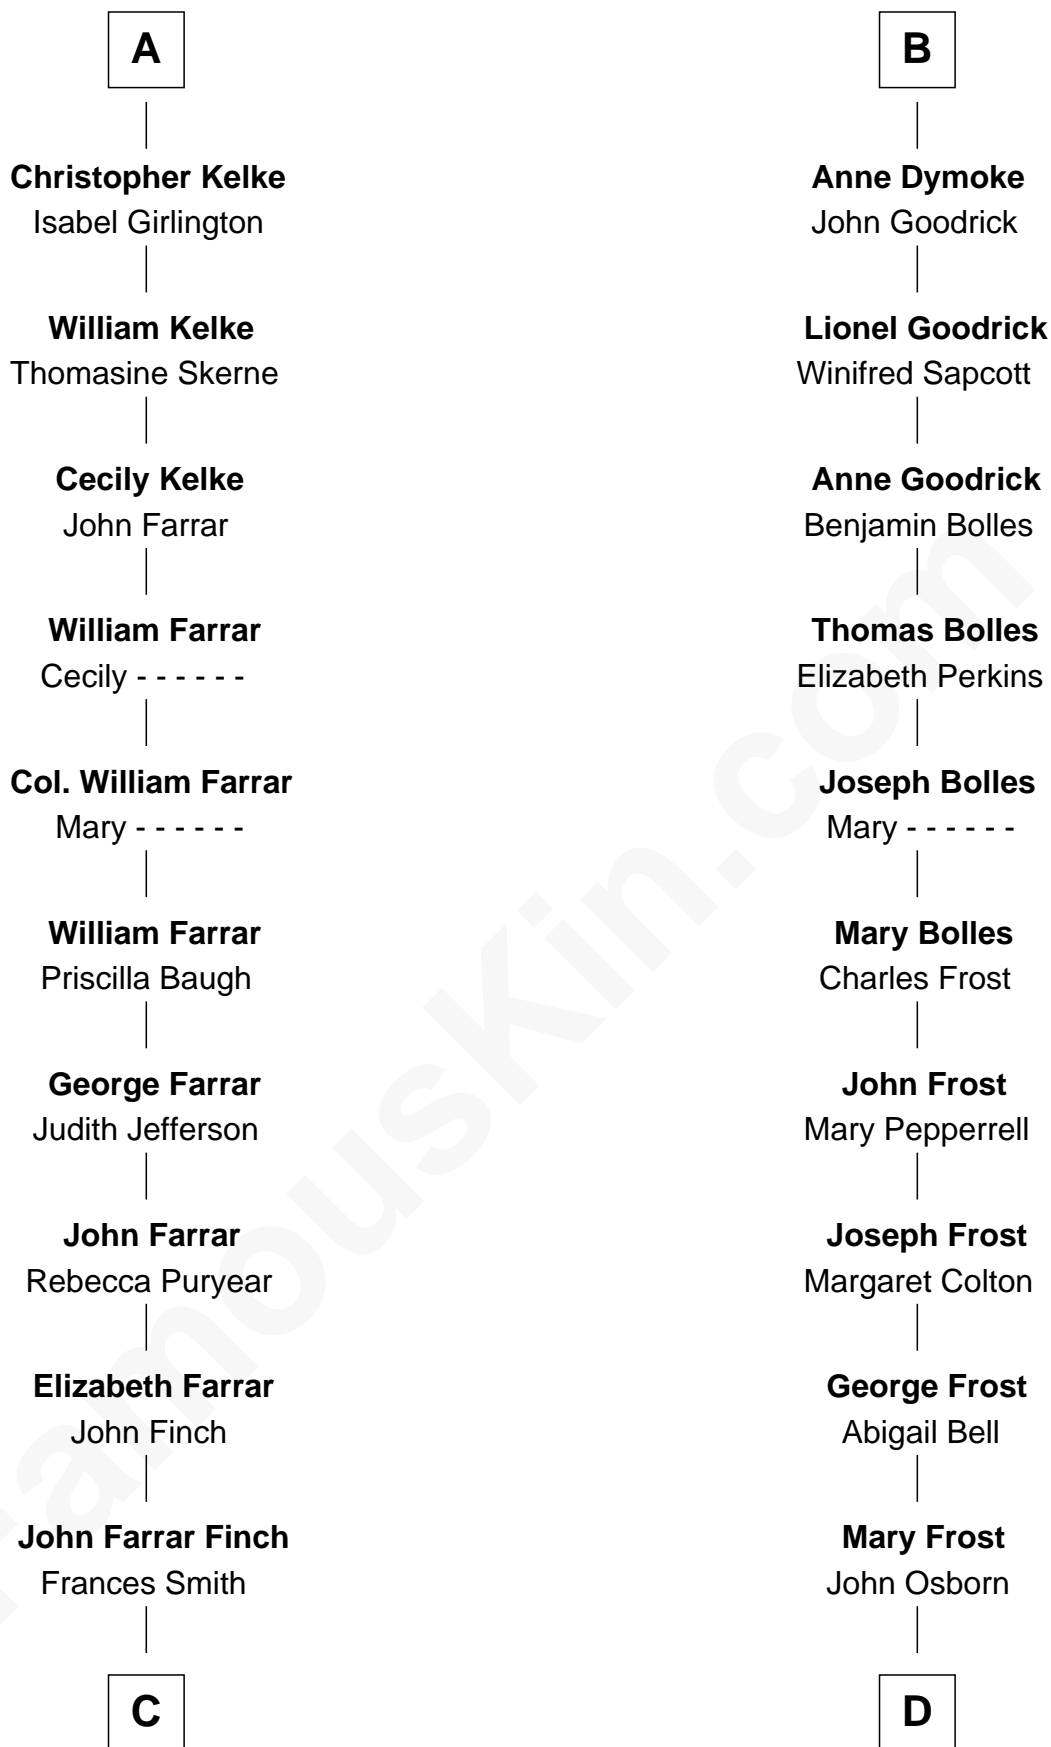 A
Christopher Kelke
Isabel Girlington
William Kelke
Thomasine Skerne
Cecily Kelke
John Farrar
William Farrar
Cecily - - - - - -
Col. William Farrar
Mary - - - - - -
William Farrar
Priscilla Baugh
George Farrar
Judith Jefferson
John Farrar
Rebecca Puryear
Elizabeth Farrar
John Finch
John Farrar Finch
Frances Smith
C
B
Anne Dymoke
John Goodrick
Lionel Goodrick
Winifred Sapcott
Anne Goodrick
Benjamin Bolles
Thomas Bolles
Elizabeth Perkins
Joseph Bolles
Mary - - - - - -
Mary Bolles
Charles Frost
John Frost
Mary Pepperrell
Joseph Frost
Margaret Colton
George Frost
Abigail Bell
Mary Frost
John Osborn
D
FamousKin.com